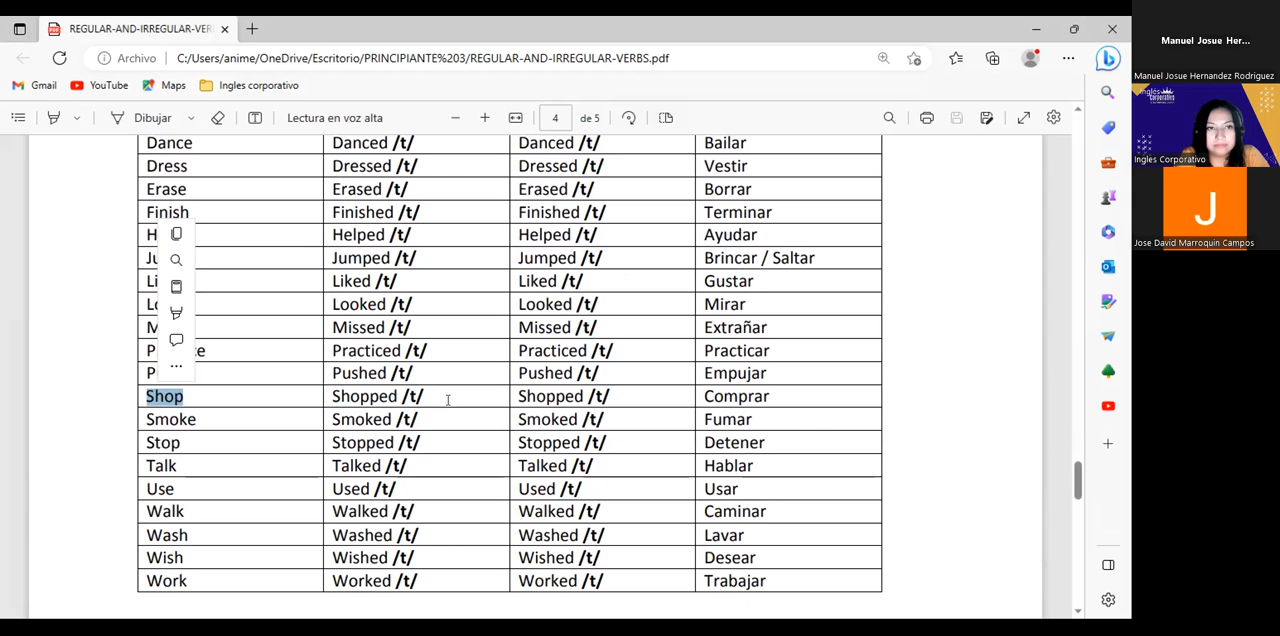 REGULAR-AND-IRREGULAR-VERB
Archivo C:/Users/anime/OneDrive/Escritorio/PRINCIPIANTE%203/REGULAR-AND-IRREGULAR-VERBS.pdf
Gmail YouTube Maps Ingles corporativo
Dibujar Lectura en voz alta 4 de 5
Dance Danced /t/ Danced /t/ Bailar
Dress Dressed /t/ Dressed /t/ Vestir
Erase Erased /t/ Erased /t/ Borrar
Finish Finished /t/ Finished /t/ Terminar
H Helped /t/ Helped /t/ Ayudar
Ju Jumped /t/ Jumped /t/ Brincar / Saltar
Li Liked /t/ Liked /t/ Gustar
Lo Looked /t/ Looked /t/ Mirar
M Missed /t/ Missed /t/ Extrañar
P e Practiced /t/ Practiced /t/ Practicar
P Pushed /t/ Pushed /t/ Empujar
Shop Shopped /t/ Shopped /t/ Comprar
Smoke Smoked /t/ Smoked /t/ Fumar
Stop Stopped /t/ Stopped /t/ Detener
Talk Talked /t/ Talked /t/ Hablar
Use Used /t/ Used /t/ Usar
Walk Walked /t/ Walked /t/ Caminar
Wash Washed /t/ Washed /t/ Lavar
Wish Wished /t/ Wished /t/ Desear
Work Worked /t/ Worked /t/ Trabajar
Manuel Josue Her...
Manuel Josue Hernandez Rodriguez
Inglés
Corporativo
Ingles Corporativo
J
Jose David Marroquin Campos